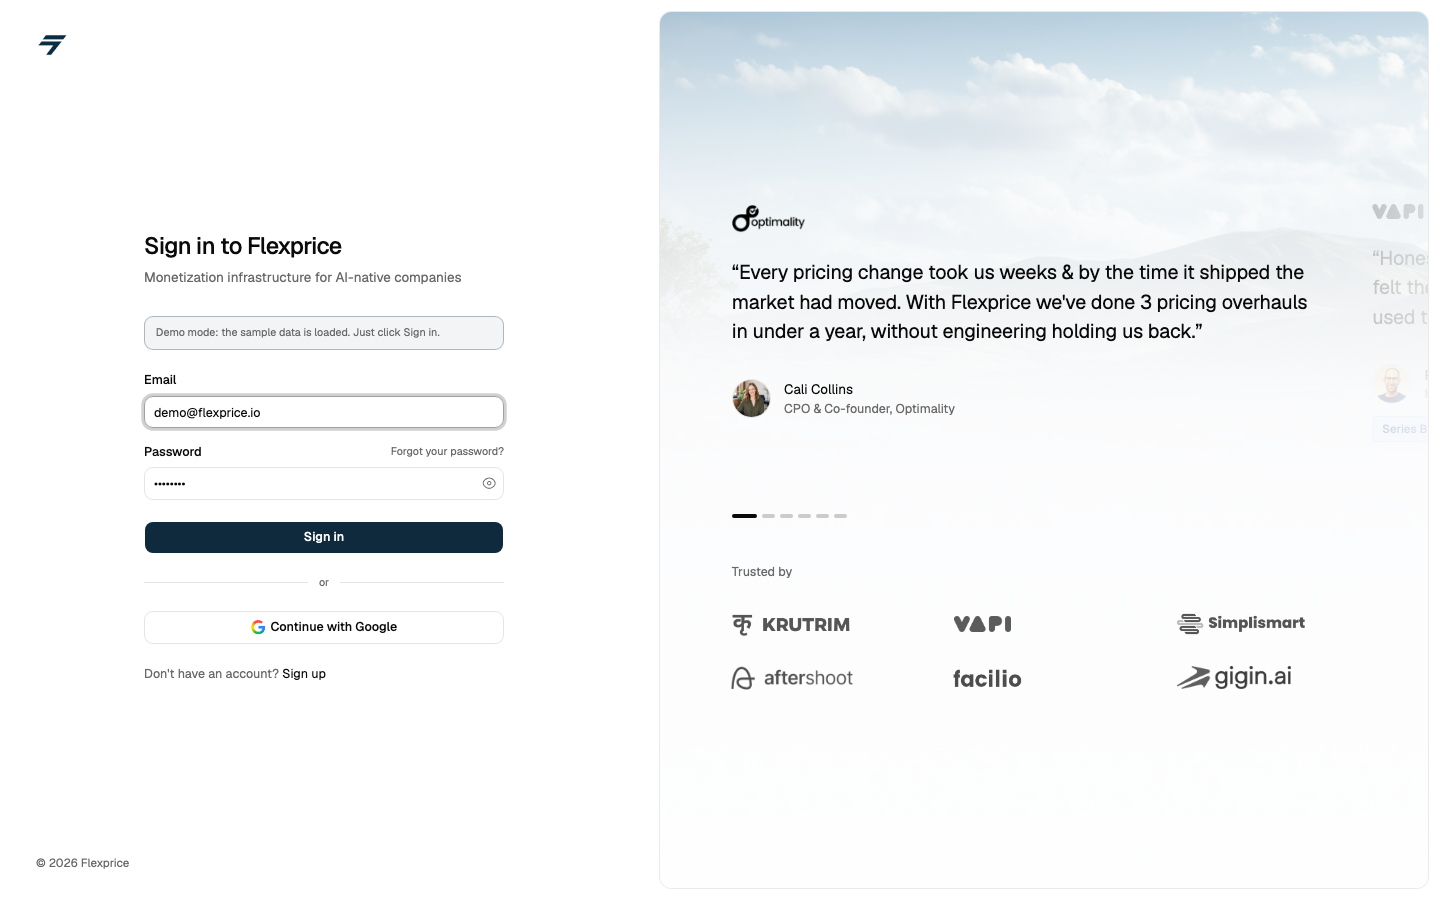 Sign in to Flexprice
Monetization infrastructure for AI-native companies
Demo mode: the sample data is loaded. Just click Sign in.
Email
demo@flexprice.io
Password
Forgot your password?
••••••••
Sign in
or
Continue with Google
Don't have an account? Sign up
© 2026 Flexprice
optimality
“Every pricing change took us weeks & by the time it shipped the
market had moved. With Flexprice we've done 3 pricing overhauls
in under a year, without engineering holding us back.”
Cali Collins
CPO & Co-founder, Optimality
VAPI
felt the
used t
Series B
Trusted by
कृ KRUTRIM
VAPI
Simplismart
aftershoot
facilio
gigin.ai